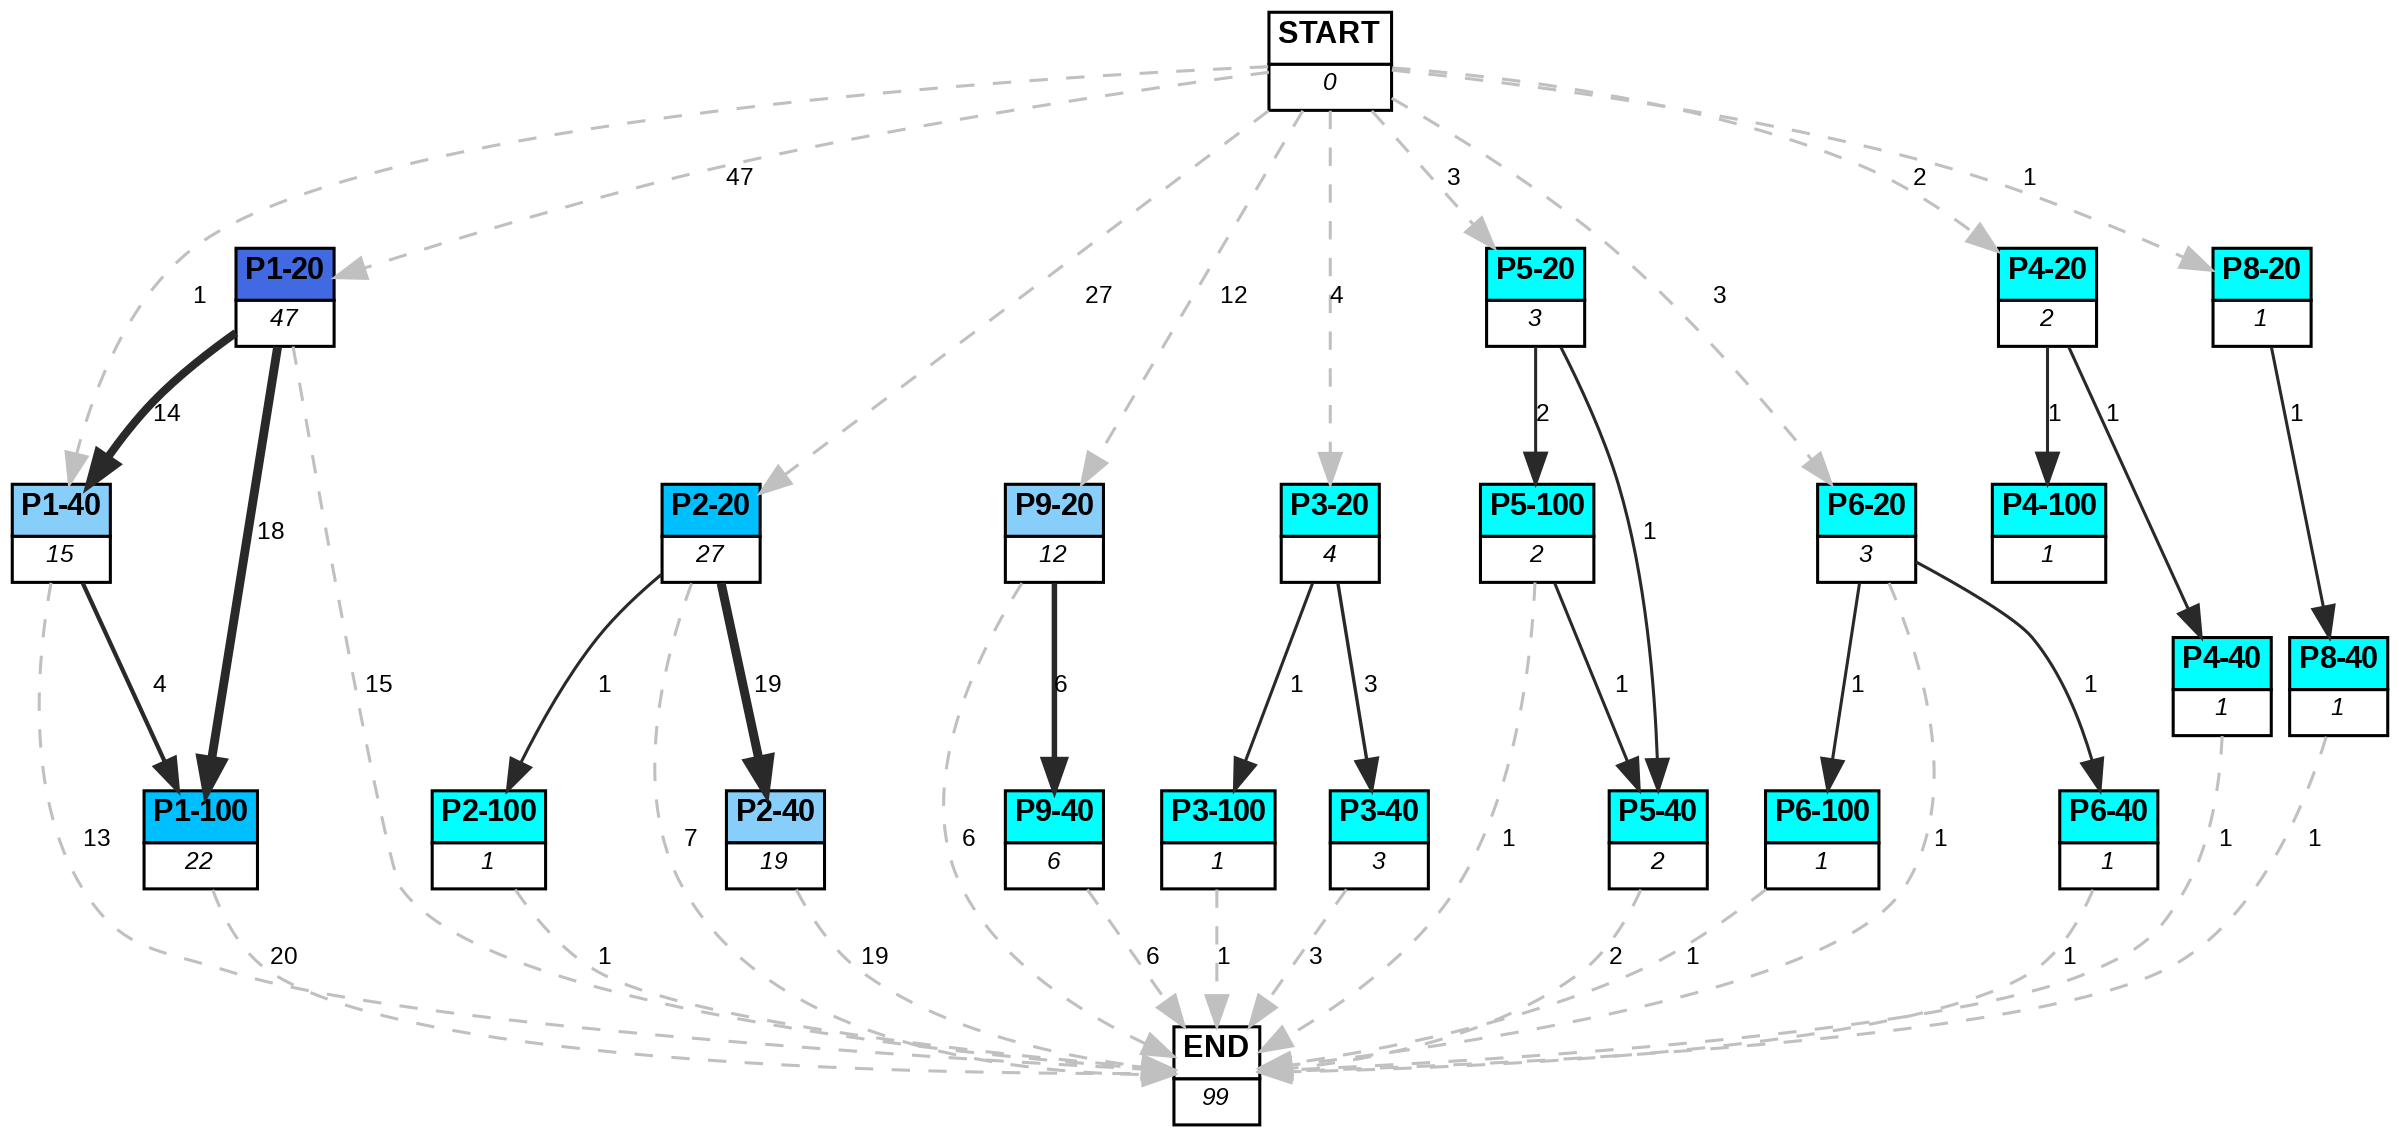 START
0
47
3
2
1
P1-20
47
P5-20
3
P4-20
2
P8-20
1
1
27
12
4
3
14
2
1
1
1
18
1
P1-40
15
P2-20
27
P9-20
12
P3-20
4
P5-100
2
P6-20
3
P4-100
1
4
15
1
19
6
1
3
1
1
1
P4-40
1
P8-40
1
13
P1-100
22
P2-100
1
7
P2-40
19
6
P9-40
6
P3-100
1
P3-40
3
1
P5-40
2
P6-100
1
1
P6-40
1
1
1
20
1
19
6
1
3
2
1
1
END
99